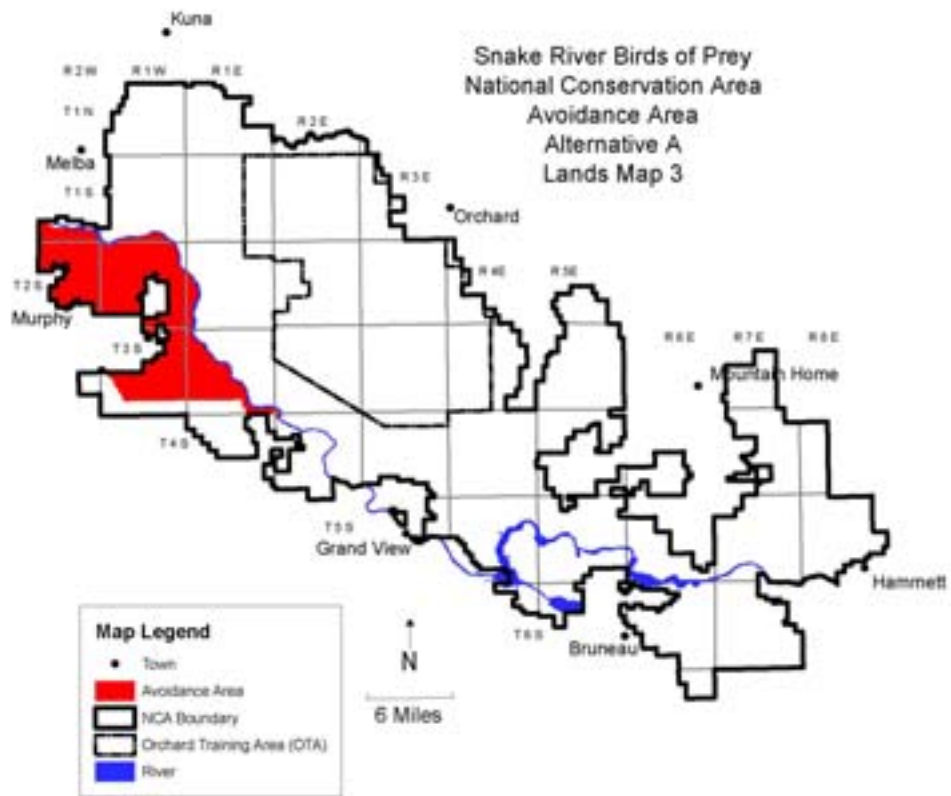 Kuna
Snake River Birds of Prey
National Conservation Area
Avoidance Area
Alternative A
Lands Map 3
R2W R1W R1E
T1N
R2E
Melba
T1S
R3E
Orchard
R4E R5E
T2S
Murphy
T3S
R6E R7E R8E
Mountain Home
T4S
T5S
Grand View
Hammett
T6S
Bruneau
N
6 Miles
Map Legend
Town
Avoidance Area
NCA Boundary
Orchard Training Area (OTA)
River